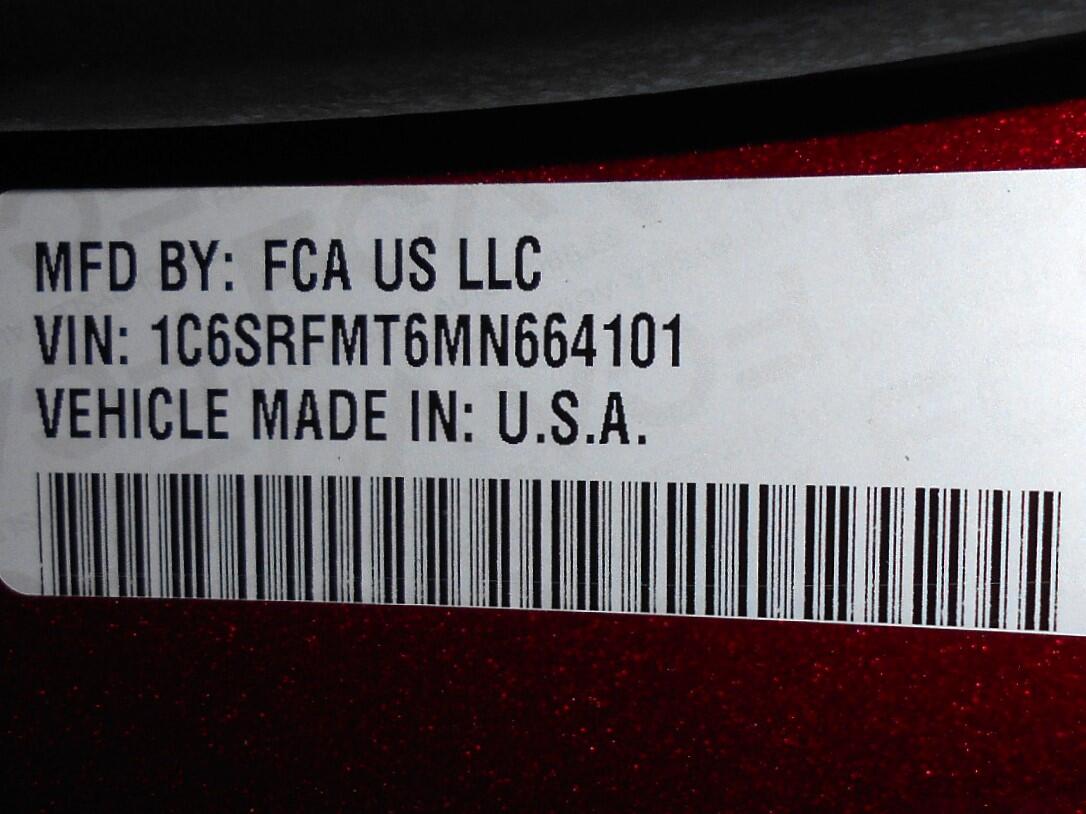 MFD BY: FCA US LLC
VIN: 1C6SRFMT6MN664101
VEHICLE MADE IN: U.S.A.